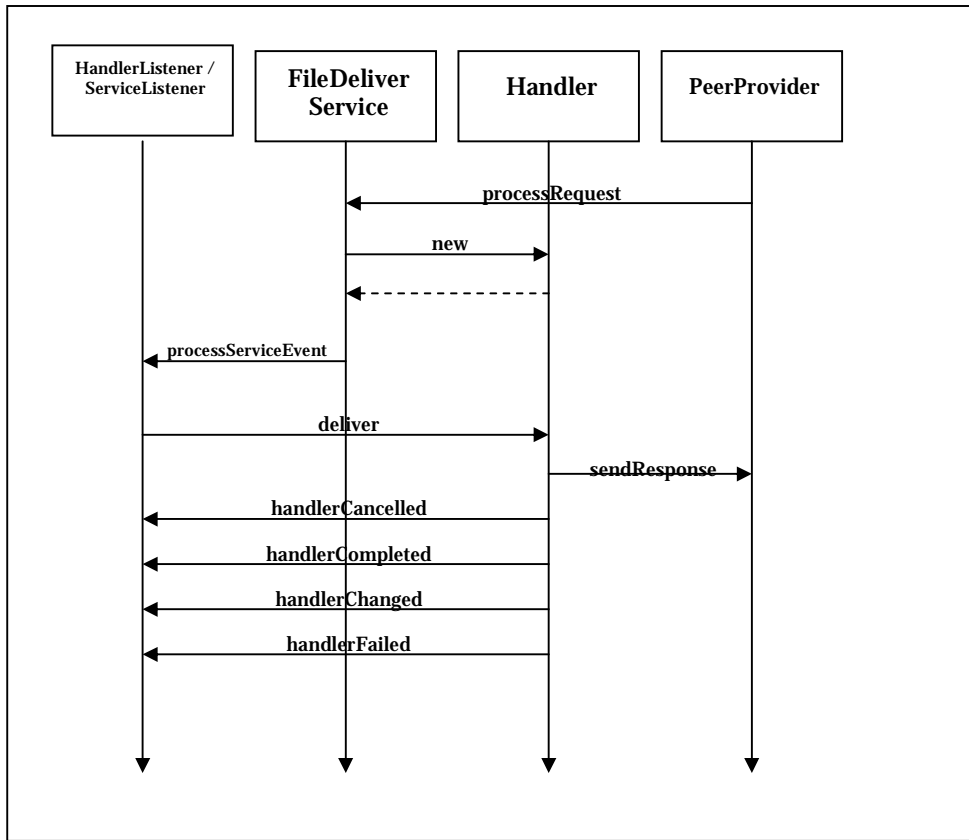 HandlerListener /
ServiceListener
FileDeliver
Service
Handler
PeerProvider
processRequest
new
processServiceEvent
deliver
sendResponse
handlerCancelled
handlerCompleted
handlerChanged
handlerFailed